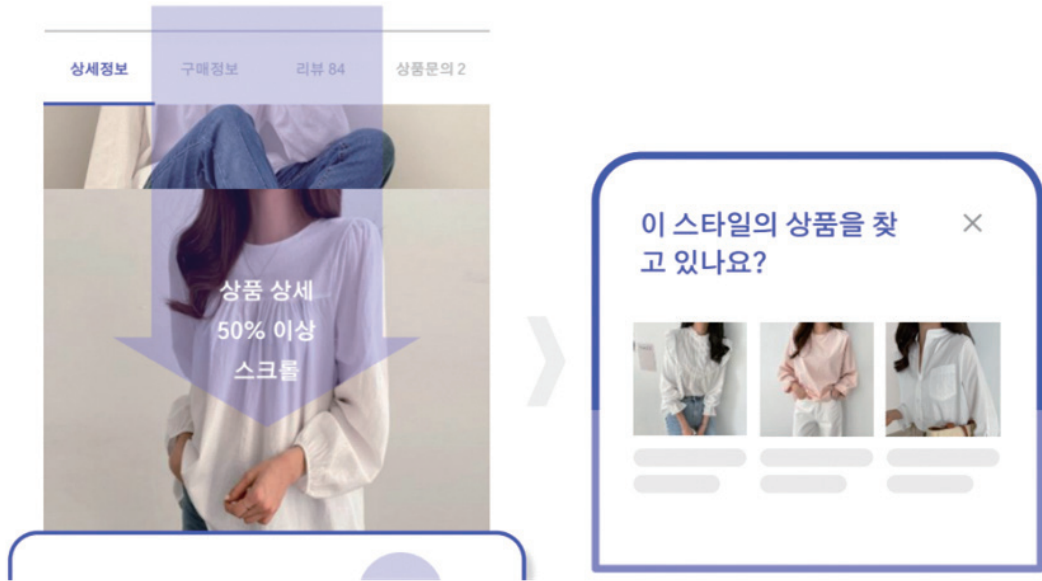 상세정보 구매정보 리뷰 84 상품문의 2
상품 상세
50% 이상
스크롤
이 스타일의 상품을 찾
고 있나요?